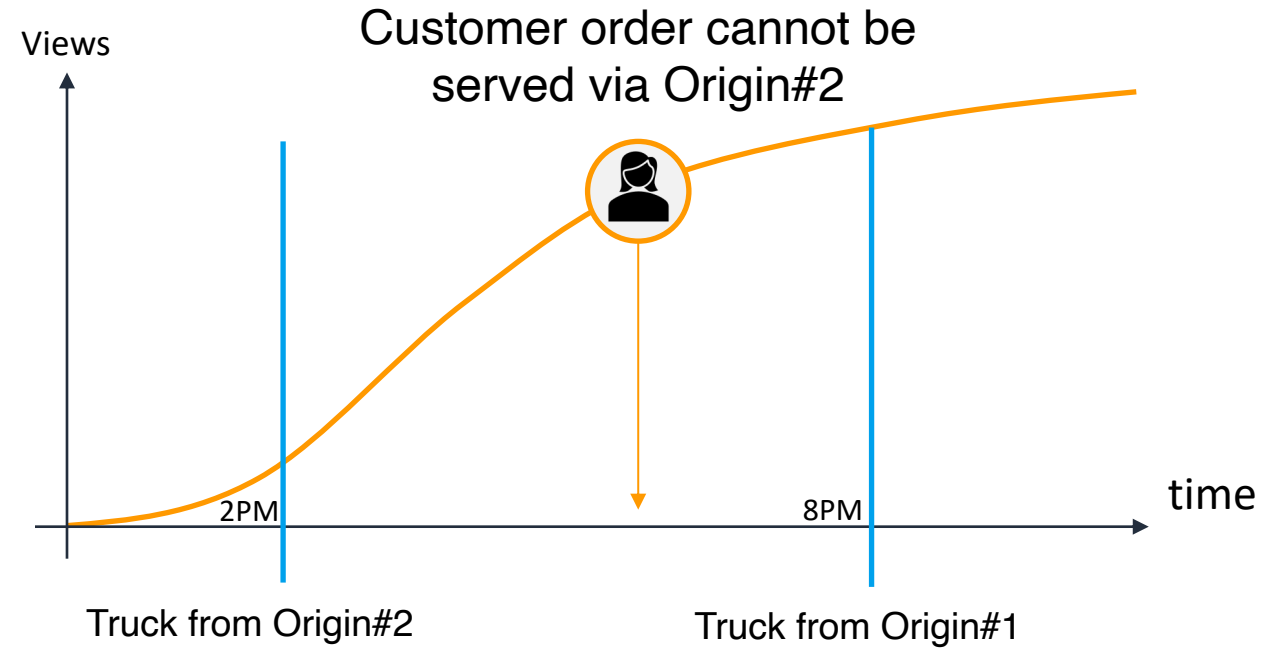 Customer order cannot be
served via Origin#2
Views
2PM
8PM
time
Truck from Origin#2
Truck from Origin#1